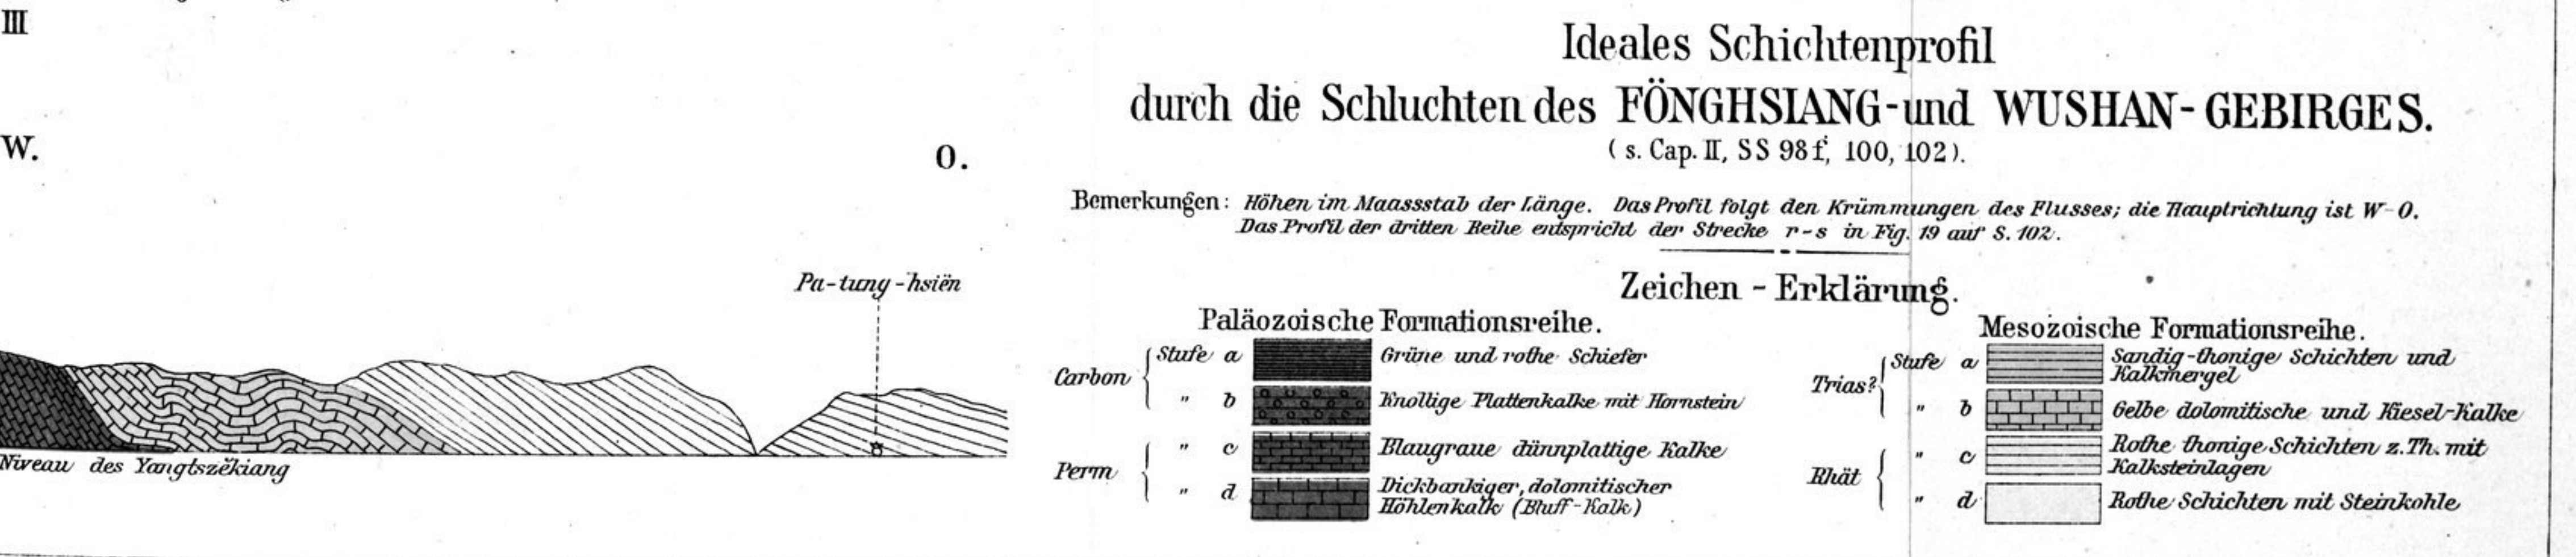 III
W.
O.
Pa-tung-hsiën
Niveau des Yangtszëkiang
Ideales Schichtenprofil
durch die Schluchten des FÖNGHSIANG- und WUSHAN-GEBIRGES.
( s. Cap. II, SS 98 f, 100, 102 ).
Bemerkungen: Höhen im Maassstab der Länge. Das Profil folgt den Krümmungen des Flusses; die Hauptrichtung ist W-O.
Das Profil der dritten Reihe entspricht der Strecke r-s in Fig. 19 auf S. 102.
Zeichen - Erklärung.
Paläozoische Formationsreihe.
Carbon
Stufe a Grüne und rothe Schiefer
" b Knollige Plattenkalke mit Hornstein
Perm
" c Blaugraue dünnplattige Kalke
" d Dickbankiger, dolomitischer
Höhlenkalk (Bluff-Kalk)
Mesozoische Formationsreihe.
Trias?
Stufe a Sandig-thonige Schichten und
Kalkmergel
" b Gelbe dolomitische und Kiesel-Kalke
Rhät
" c Rothe thonige Schichten z. Th. mit
Kalksteinlagen
" d Rothe Schichten mit Steinkohle